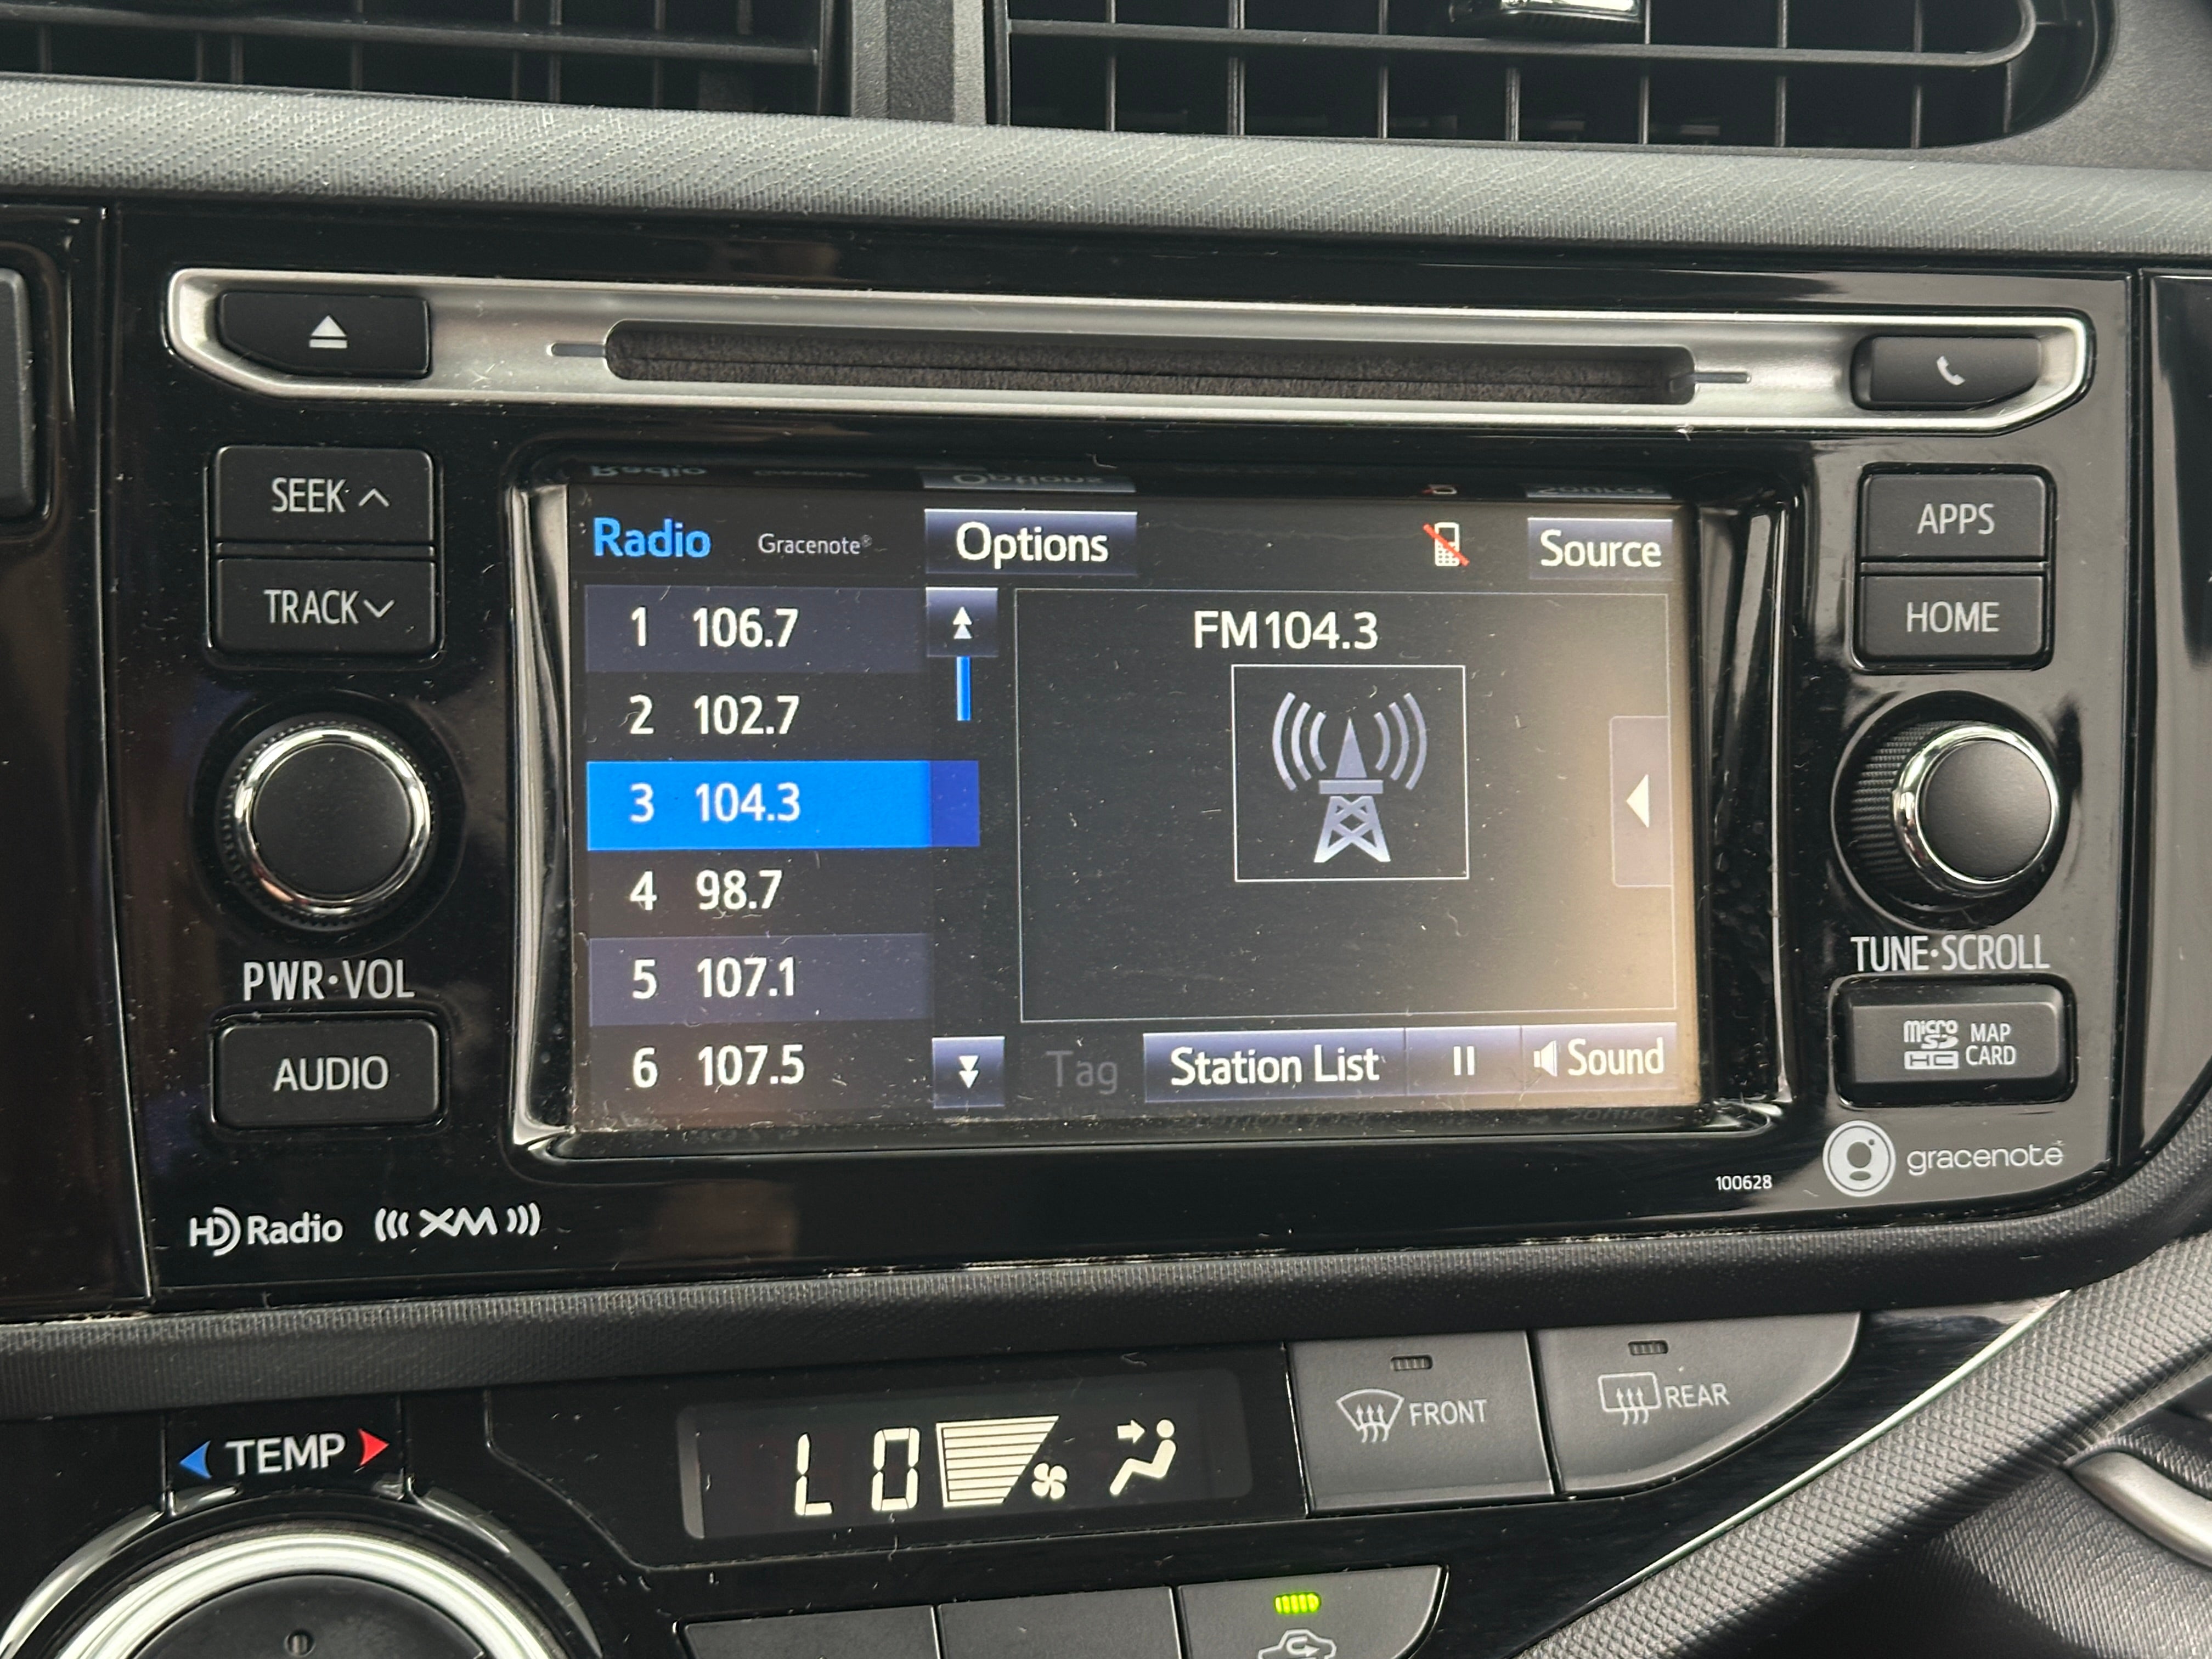 SEEK
TRACK
PWR·VOL
AUDIO
HD Radio
XM
Radio
Gracenote®
Options
Source
1 106.7
2 102.7
3 104.3
4 98.7
5 107.1
6 107.5
FM104.3
Tag
Station List
Sound
APPS
HOME
TUNE·SCROLL
micro SD HC
MAP
CARD
100628
gracenote
TEMP
LO
FRONT
REAR